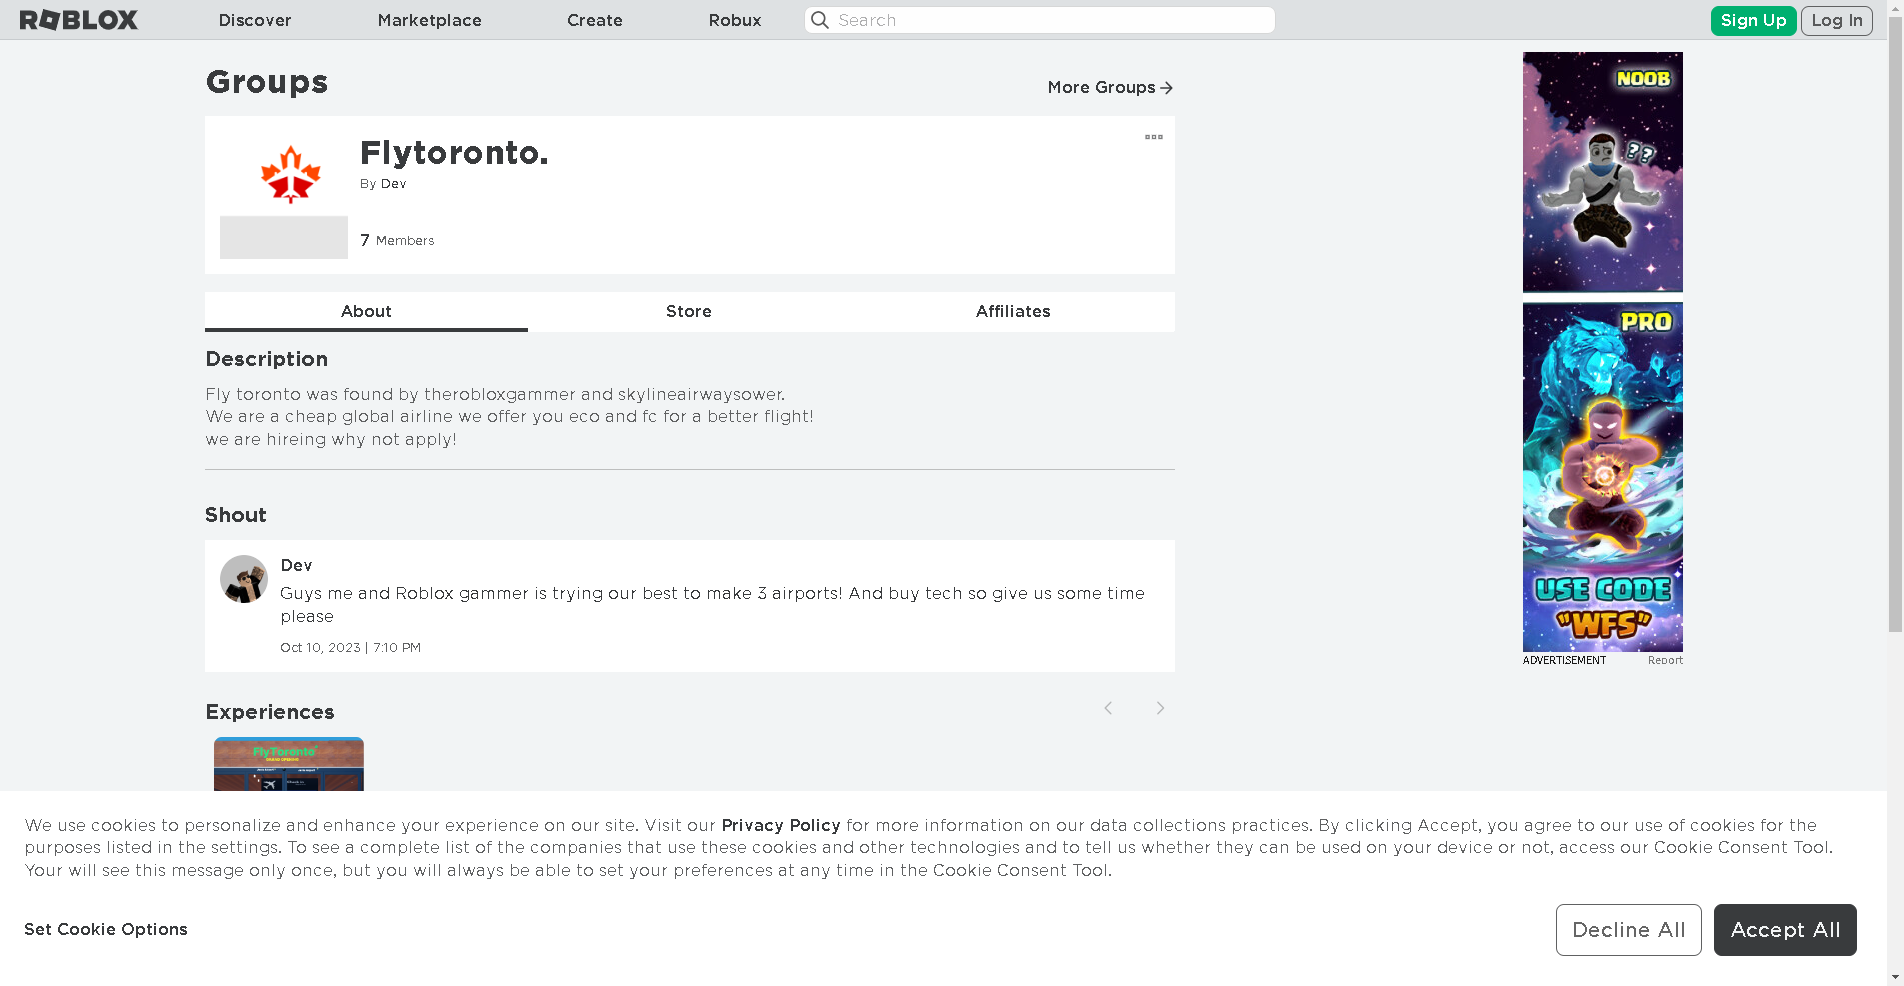 ROBLOX
Discover
Marketplace
Create
Robux
Search
Sign Up
Log In
Groups
More Groups
Flytoronto.
By Dev
7 Members
About
Store
Affiliates
Description
Fly toronto was found by therobloxgammer and skylineairwaysower.
We are a cheap global airline we offer you eco and fc for a better flight!
we are hireing why not apply!
Shout
Dev
Guys me and Roblox gammer is trying our best to make 3 airports! And buy tech so give us some time
please
Oct 10, 2023 | 7:10 PM
Experiences
FlyToronto
GRAND OPENING
NOOB
??
PRO
USE CODE
"WFS"
ADVERTISEMENT
Report
We use cookies to personalize and enhance your experience on our site. Visit our Privacy Policy for more information on our data collections practices. By clicking Accept, you agree to our use of cookies for the
purposes listed in the settings. To see a complete list of the companies that use these cookies and other technologies and to tell us whether they can be used on your device or not, access our Cookie Consent Tool.
Your will see this message only once, but you will always be able to set your preferences at any time in the Cookie Consent Tool.
Set Cookie Options
Decline All
Accept All